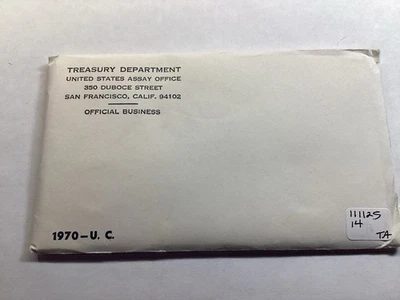 TREASURY DEPARTMENT
UNITED STATES ASSAY OFFICE
350 DUBOCE STREET
SAN FRANCISCO, CALIF. 94102
OFFICIAL BUSINESS
1970-U. C.
111125
14
TA